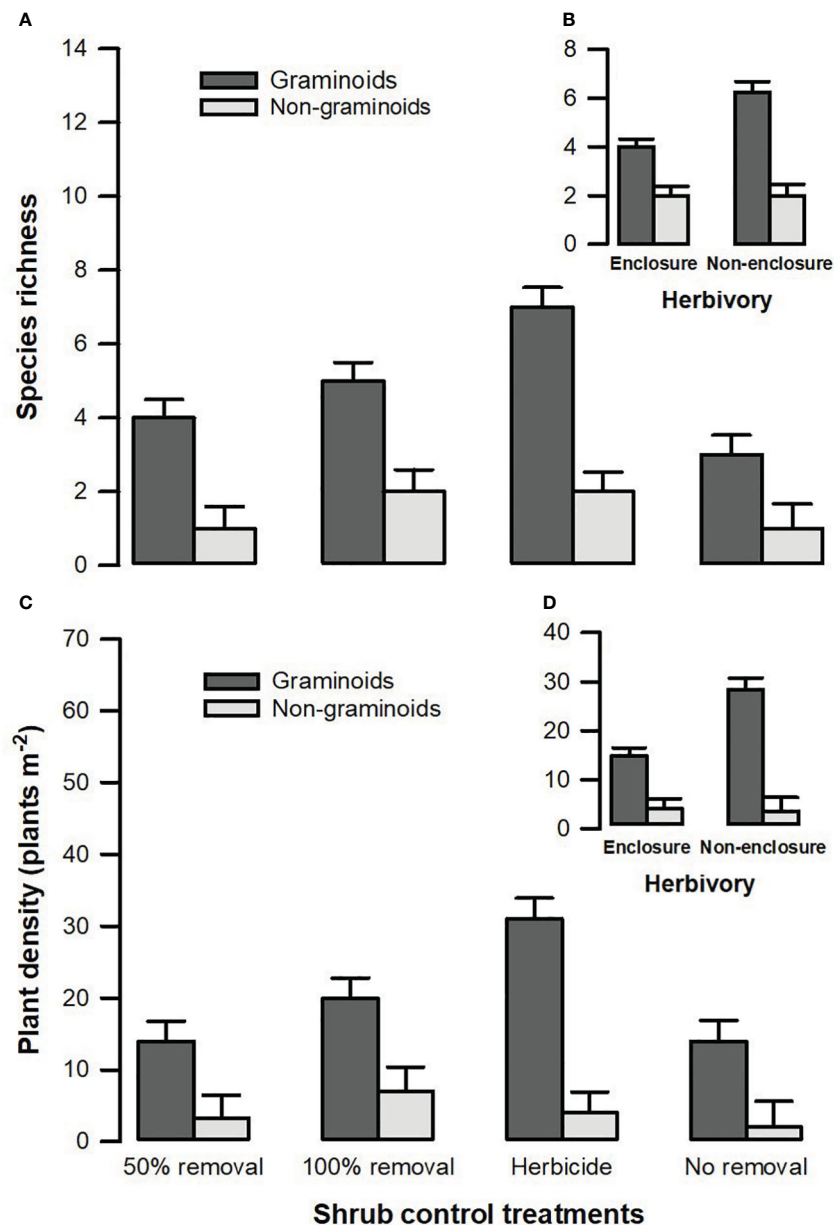 A
Species richness
14
12
10
8
6
4
2
0
Graminoids
Non-graminoids
B
8
6
4
2
0
Enclosure Non-enclosure
Herbivory
C
Plant density (plants m⁻²)
70
60
50
40
30
20
10
0
Graminoids
Non-graminoids
D
40
30
20
10
0
Enclosure Non-enclosure
Herbivory
50% removal 100% removal Herbicide No removal
Shrub control treatments